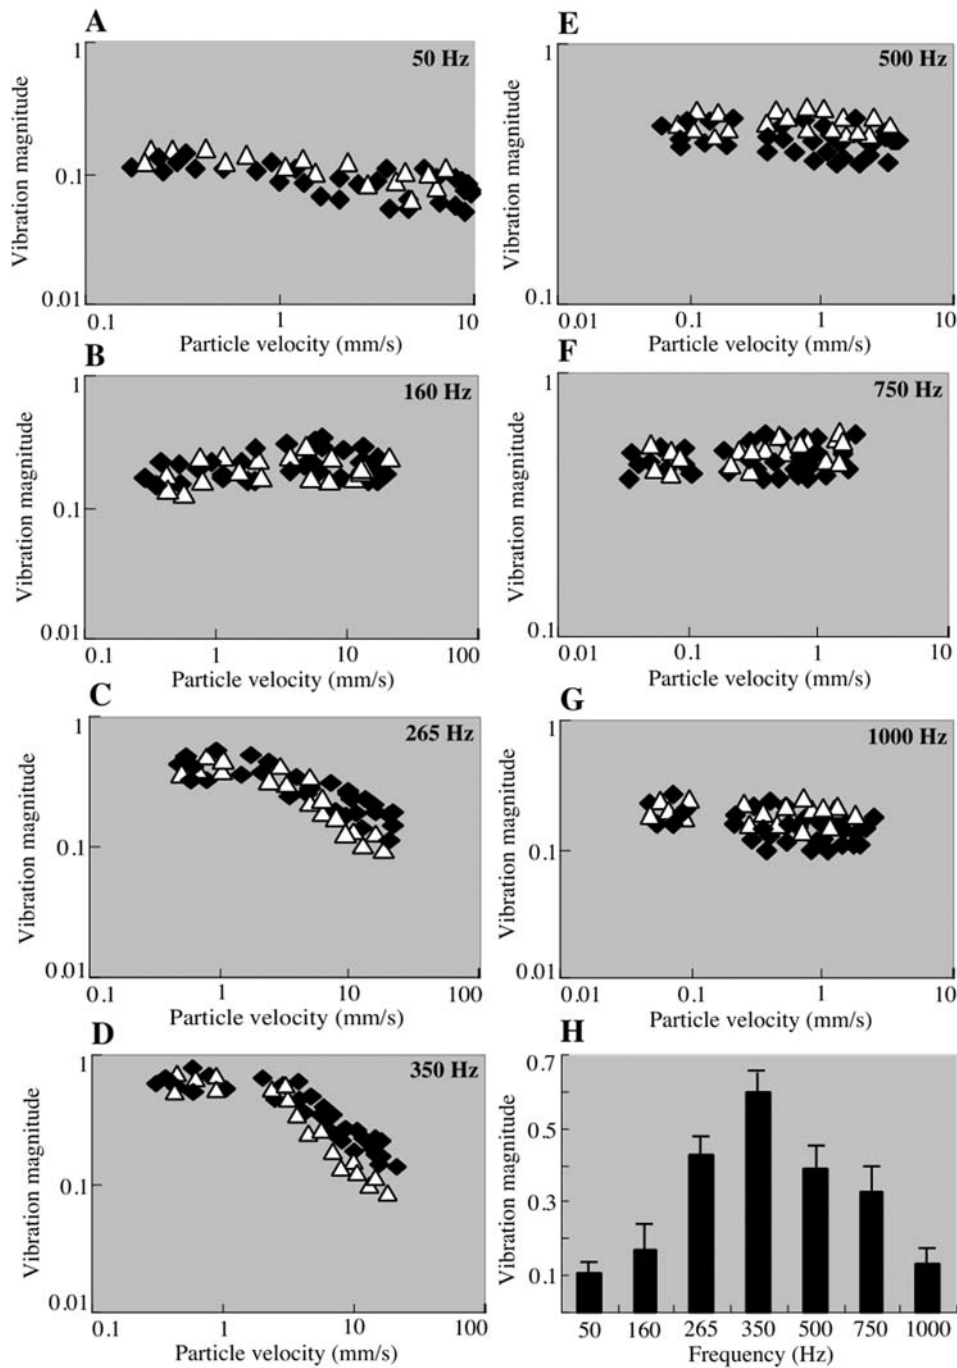 A
50 Hz
Vibration magnitude
1
0.1
0.01
0.1
1
10
Particle velocity (mm/s)
B
160 Hz
Vibration magnitude
1
0.1
0.01
0.1
1
10
100
Particle velocity (mm/s)
C
265 Hz
Vibration magnitude
1
0.1
0.01
0.1
1
10
100
Particle velocity (mm/s)
D
350 Hz
Vibration magnitude
1
0.1
0.01
0.1
1
10
100
Particle velocity (mm/s)
E
500 Hz
Vibration magnitude
1
0.1
0.01
0.1
1
10
Particle velocity (mm/s)
F
750 Hz
Vibration magnitude
1
0.1
0.01
0.1
1
10
Particle velocity (mm/s)
G
1000 Hz
Vibration magnitude
1
0.1
0.01
0.01
0.1
1
10
Particle velocity (mm/s)
H
Vibration magnitude
0.7
0.5
0.3
0.1
50 160 265 350 500 750 1000
Frequency (Hz)